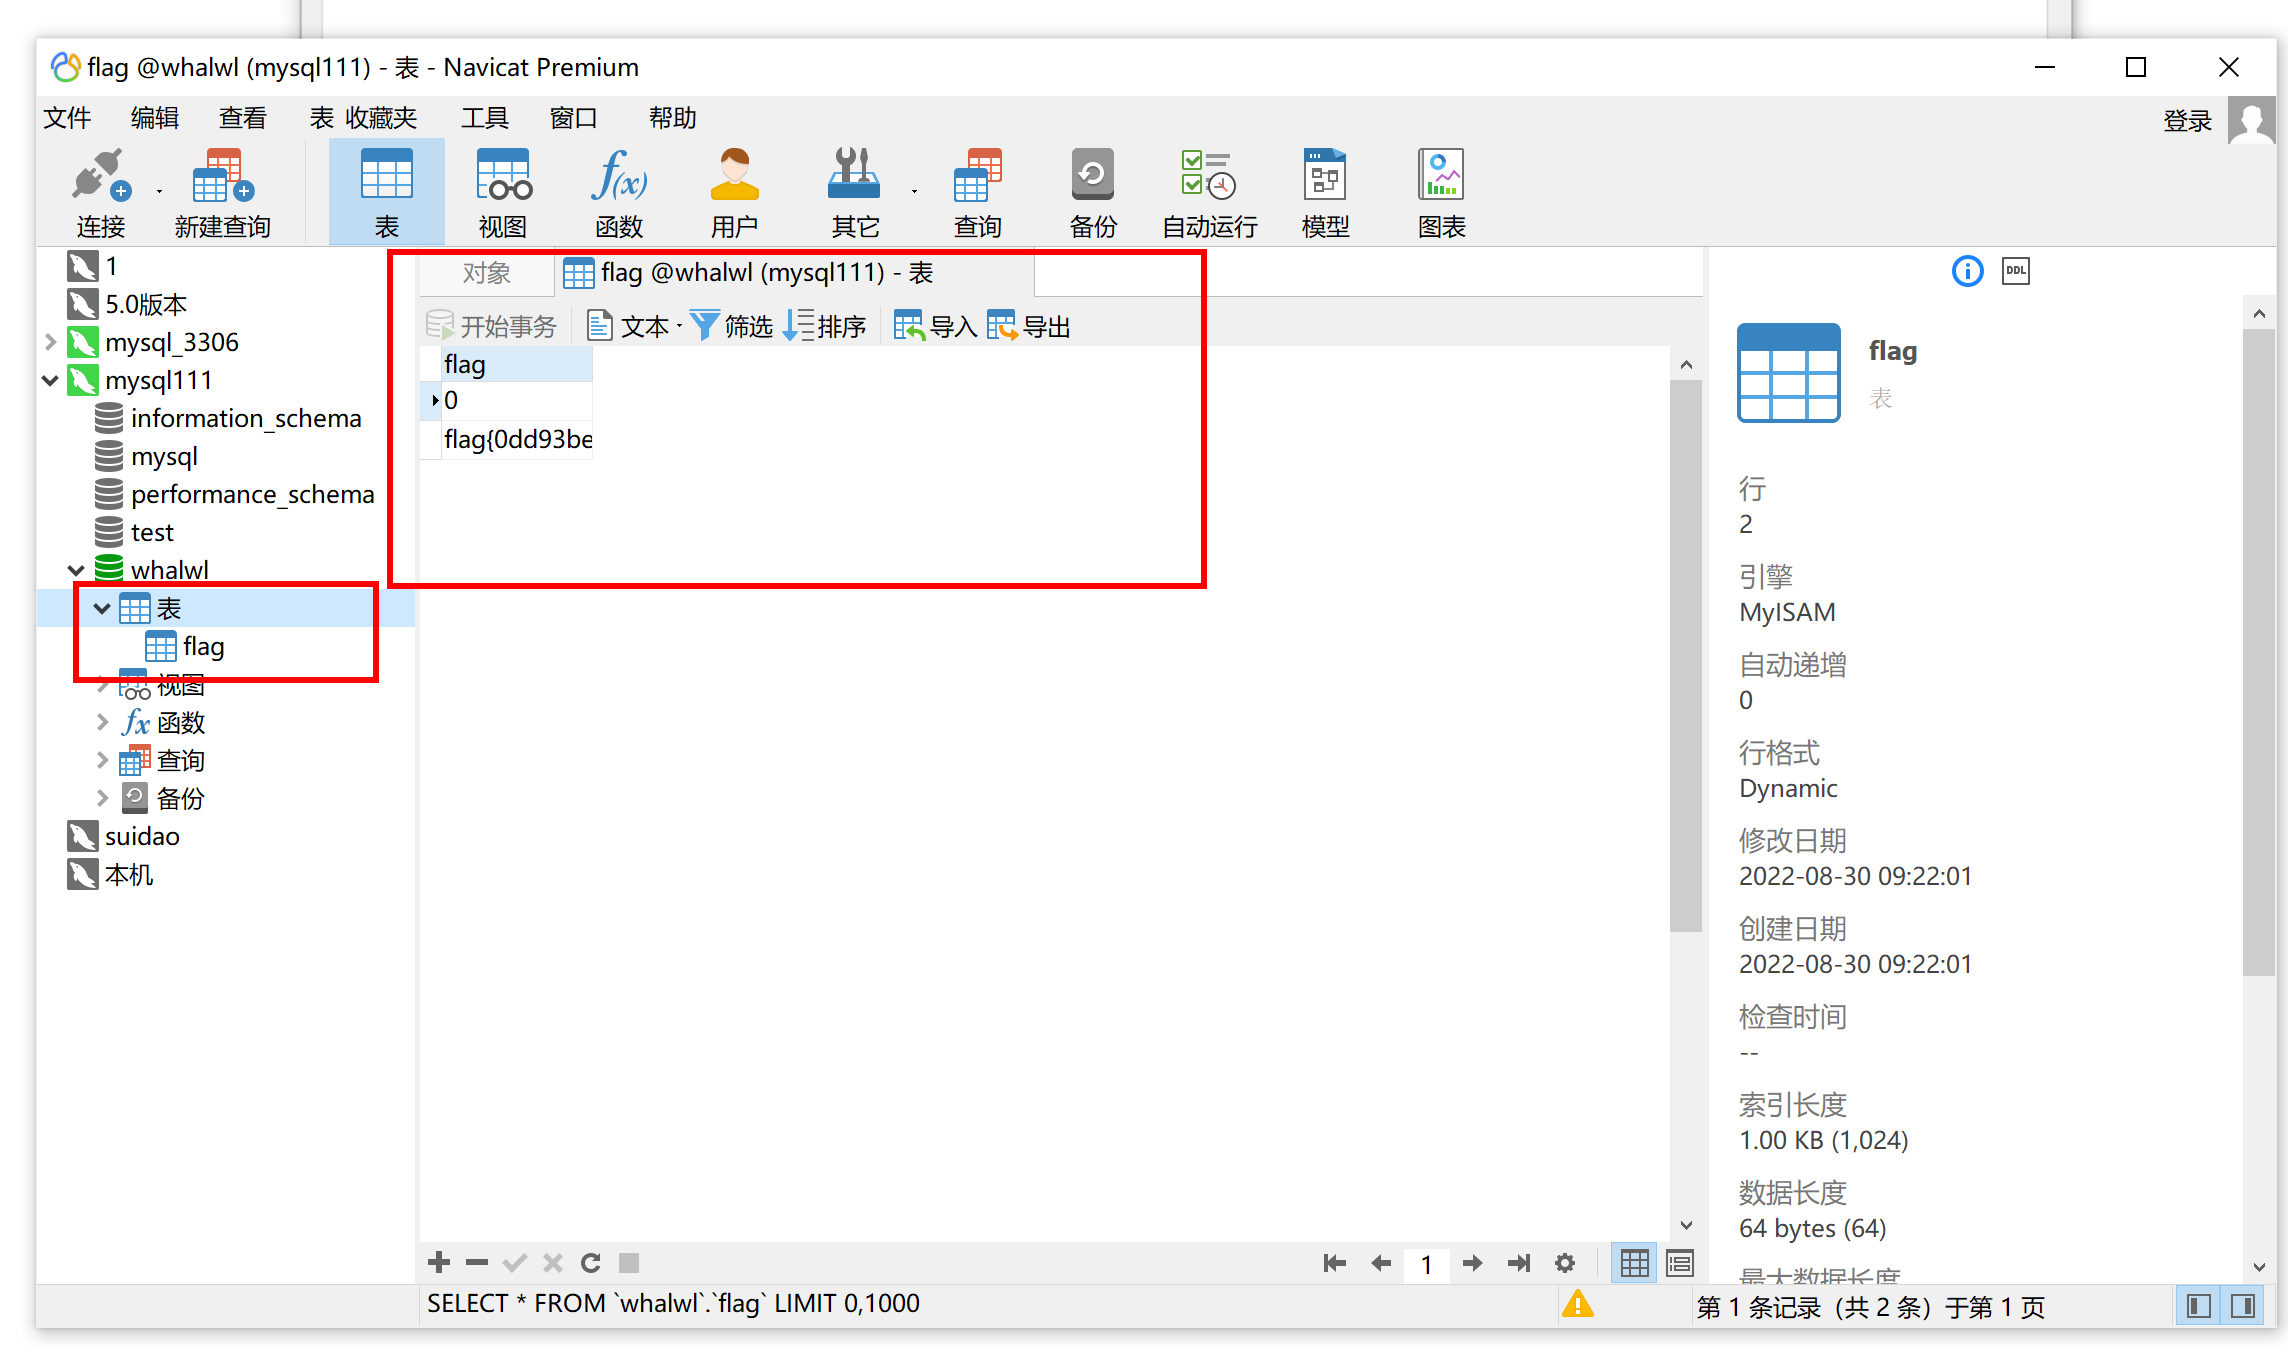 flag @whalwl (mysql111) - 表 - Navicat Premium
文件 编辑 查看 表 收藏夹 工具 窗口 帮助 登录
连接 新建查询 表 视图 函数 用户 其它 查询 备份 自动运行 模型 图表
1
5.0版本
mysql_3306
mysql111
information_schema
mysql
performance_schema
test
whalwl
表
flag
视图
函数
查询
备份
suidao
本机
对象 flag @whalwl (mysql111) - 表
开始事务 文本 筛选 排序 导入 导出
flag
0
flag{0dd93be
DDL
flag
表
行
2
引擎
MyISAM
自动递增
0
行格式
Dynamic
修改日期
2022-08-30 09:22:01
创建日期
2022-08-30 09:22:01
检查时间
--
索引长度
1.00 KB (1,024)
数据长度
64 bytes (64)
最大数据长度
1
SELECT * FROM `whalwl`.`flag` LIMIT 0,1000
第 1 条记录（共 2 条）于第 1 页